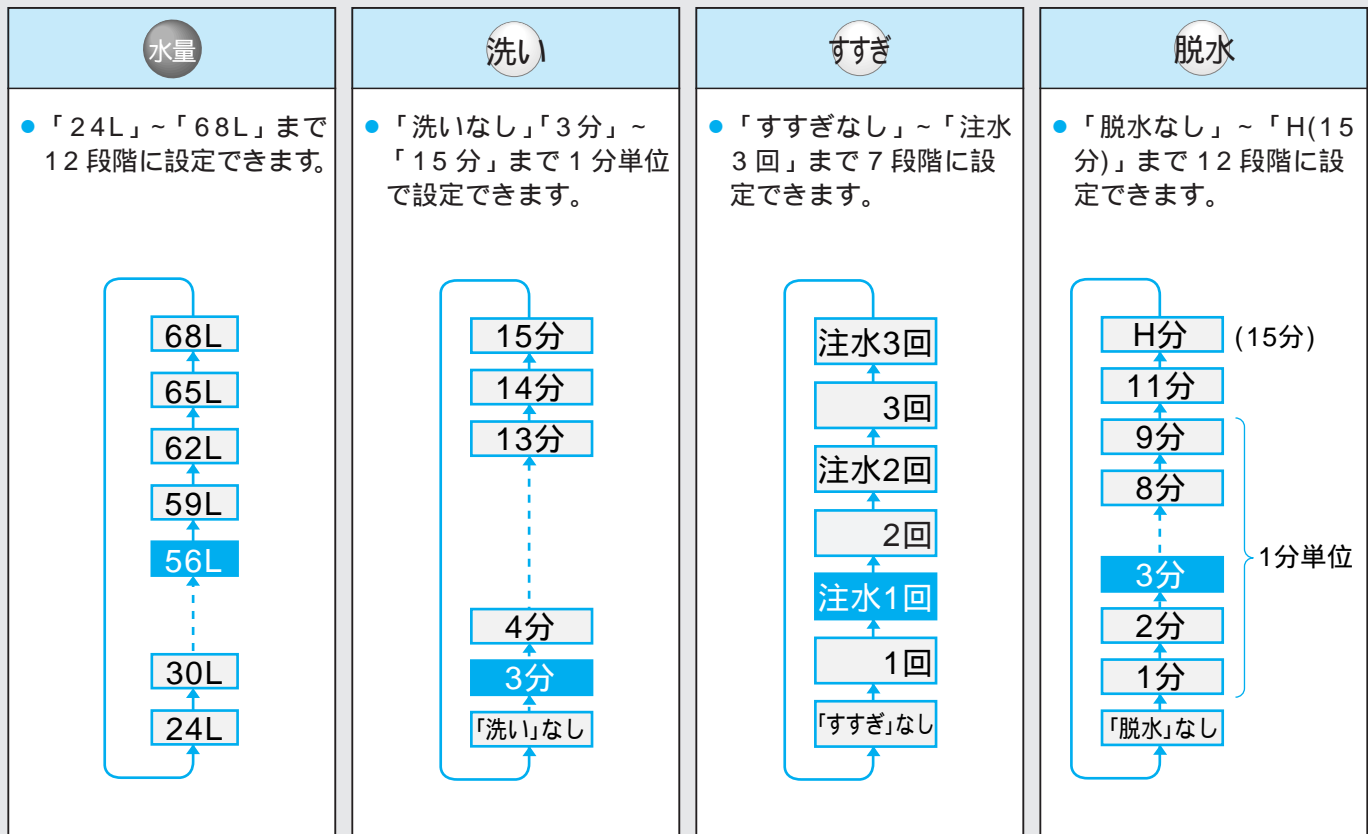 水量
●「24L」~「68L」まで
12段階に設定できます。
68L
65L
62L
59L
56L
30L
24L
洗い
●「洗いなし」「3分」~
「15分」まで1分単位
で設定できます。
15分
14分
13分
4分
3分
「洗い」なし
すすぎ
●「すすぎなし」~「注水
3回」まで7段階に設
定できます。
注水3回
3回
注水2回
2回
注水1回
1回
「すすぎ」なし
脱水
●「脱水なし」~「H(15
分)」まで12段階に設
定できます。
H分 (15分)
11分
9分
8分
3分
2分
1分
「脱水」なし
1分単位